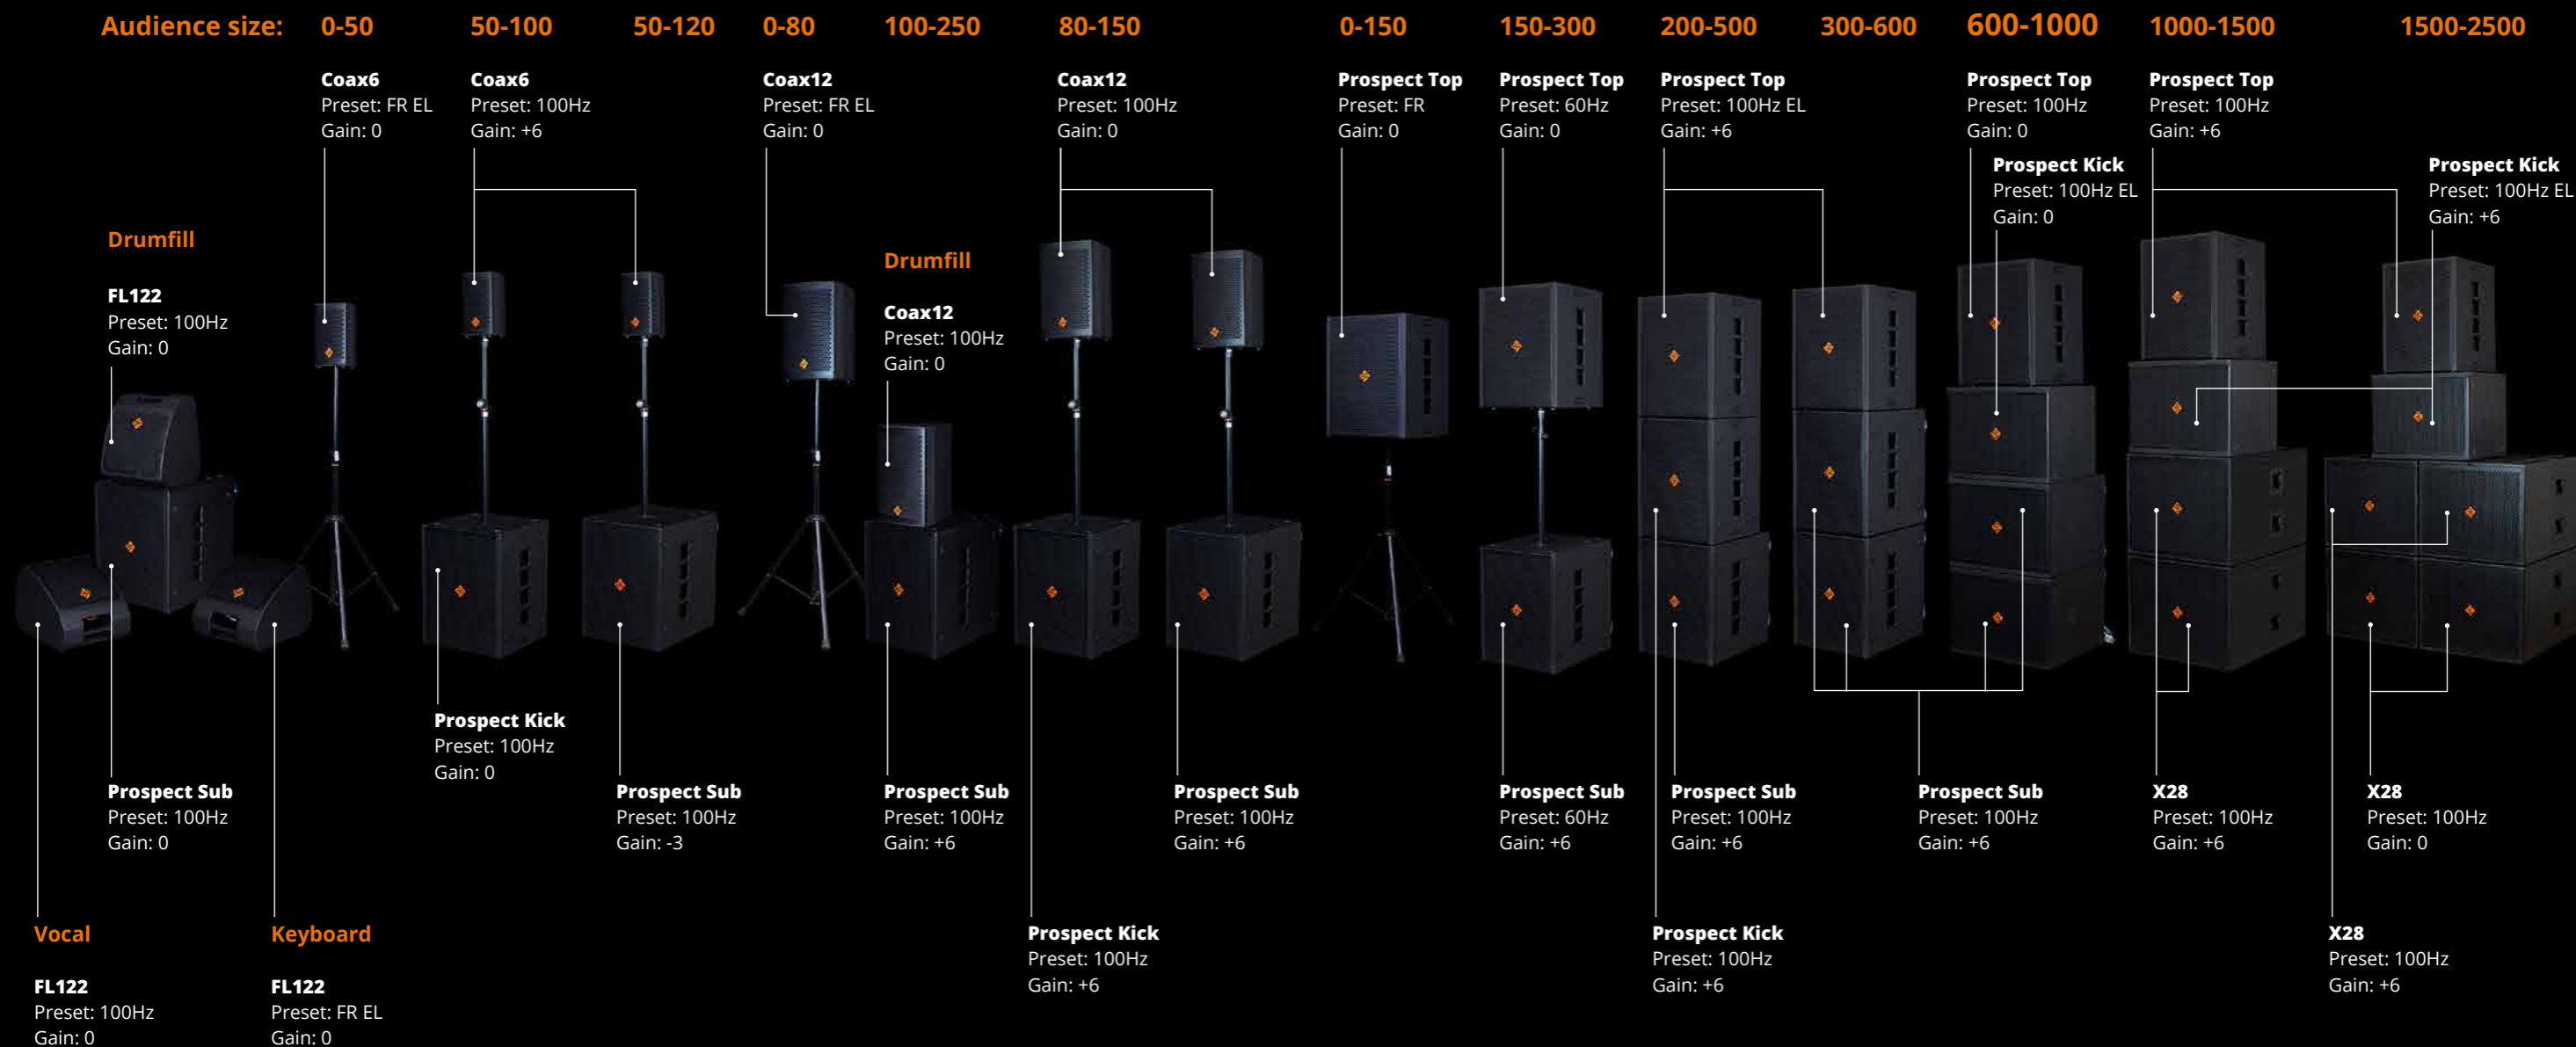 Audience size:
0-50
50-100
50-120
0-80
100-250
80-150
0-150
150-300
200-500
300-600
600-1000
1000-1500
1500-2500
Coax6
Preset: FR EL
Gain: 0
Coax6
Preset: 100Hz
Gain: +6
Coax12
Preset: FR EL
Gain: 0
Coax12
Preset: 100Hz
Gain: 0
Prospect Top
Preset: FR
Gain: 0
Prospect Top
Preset: 60Hz
Gain: 0
Prospect Top
Preset: 100Hz EL
Gain: +6
Prospect Top
Preset: 100Hz
Gain: 0
Prospect Top
Preset: 100Hz
Gain: +6
Prospect Kick
Preset: 100Hz EL
Gain: 0
Prospect Kick
Preset: 100Hz EL
Gain: +6
Drumfill
FL122
Preset: 100Hz
Gain: 0
Drumfill
Coax12
Preset: 100Hz
Gain: 0
Prospect Kick
Preset: 100Hz
Gain: 0
Prospect Sub
Preset: 100Hz
Gain: 0
Prospect Sub
Preset: 100Hz
Gain: -3
Prospect Sub
Preset: 100Hz
Gain: +6
Prospect Sub
Preset: 100Hz
Gain: +6
Prospect Sub
Preset: 60Hz
Gain: +6
Prospect Sub
Preset: 100Hz
Gain: +6
Prospect Sub
Preset: 100Hz
Gain: +6
X28
Preset: 100Hz
Gain: +6
X28
Preset: 100Hz
Gain: 0
Vocal
FL122
Preset: 100Hz
Gain: 0
Keyboard
FL122
Preset: FR EL
Gain: 0
Prospect Kick
Preset: 100Hz
Gain: +6
Prospect Kick
Preset: 100Hz
Gain: +6
X28
Preset: 100Hz
Gain: +6